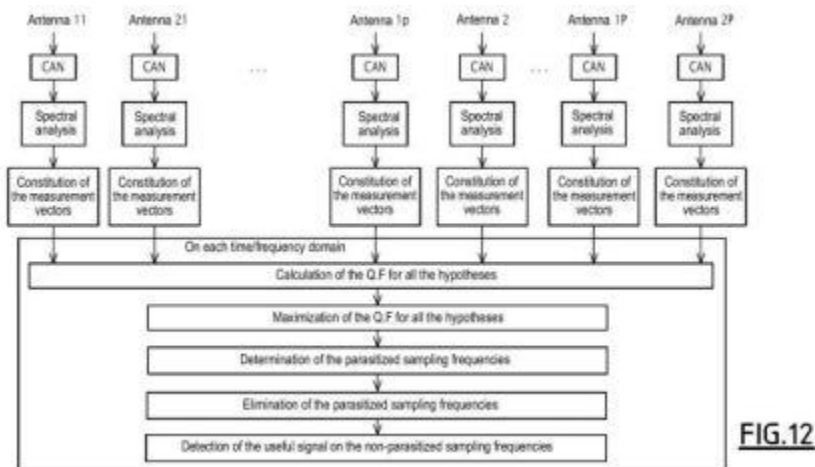 Antenna 11 Antenna 21 Antenna 1p Antenna 2 Antenna 1P Antenna 2P
CAN CAN ... CAN CAN ... CAN CAN
Spectral Spectral Spectral Spectral Spectral Spectral
analysis analysis analysis analysis analysis analysis
Constitution of Constitution of Constitution of Constitution of Constitution of Constitution of
the measurement the measurement the measurement the measurement the measurement the measurement
vectors vectors vectors vectors vectors vectors
On each time/frequency domain
Calculation of the Q.F for all the hypotheses
Maximization of the Q.F for all the hypotheses
Determination of the parasitized sampling frequencies
Elimination of the parasitized sampling frequencies
Detection of the useful signal on the non-parasitized sampling frequencies
FIG.12